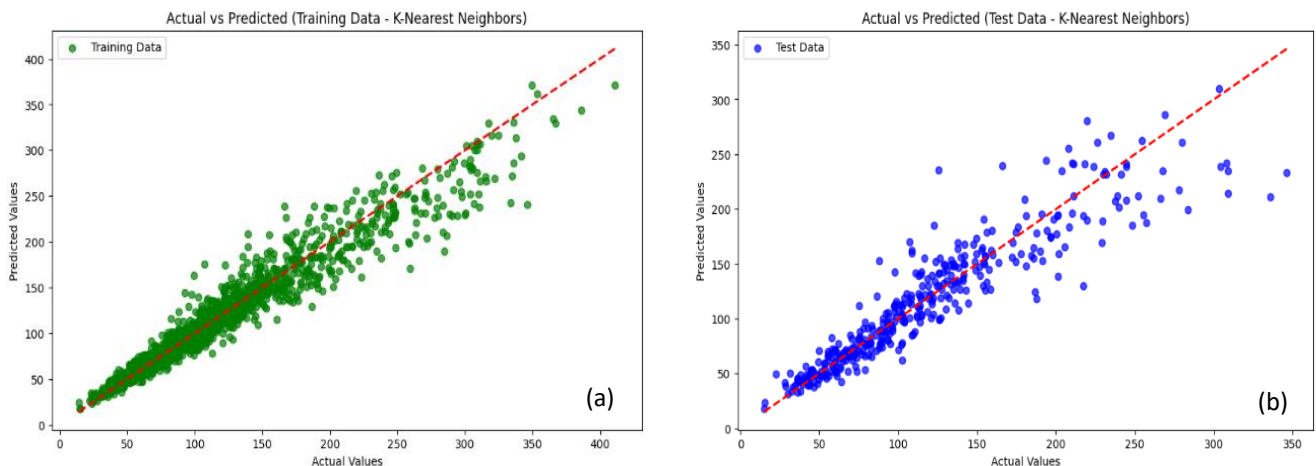 Actual vs Predicted (Training Data - K-Nearest Neighbors)
Training Data
Predicted Values
400
350
300
250
200
150
100
50
0
0 50 100 150 200 250 300 350 400
Actual Values
(a)
Actual vs Predicted (Test Data - K-Nearest Neighbors)
Test Data
Predicted Values
350
300
250
200
150
100
50
0
0 50 100 150 200 250 300 350
Actual Values
(b)